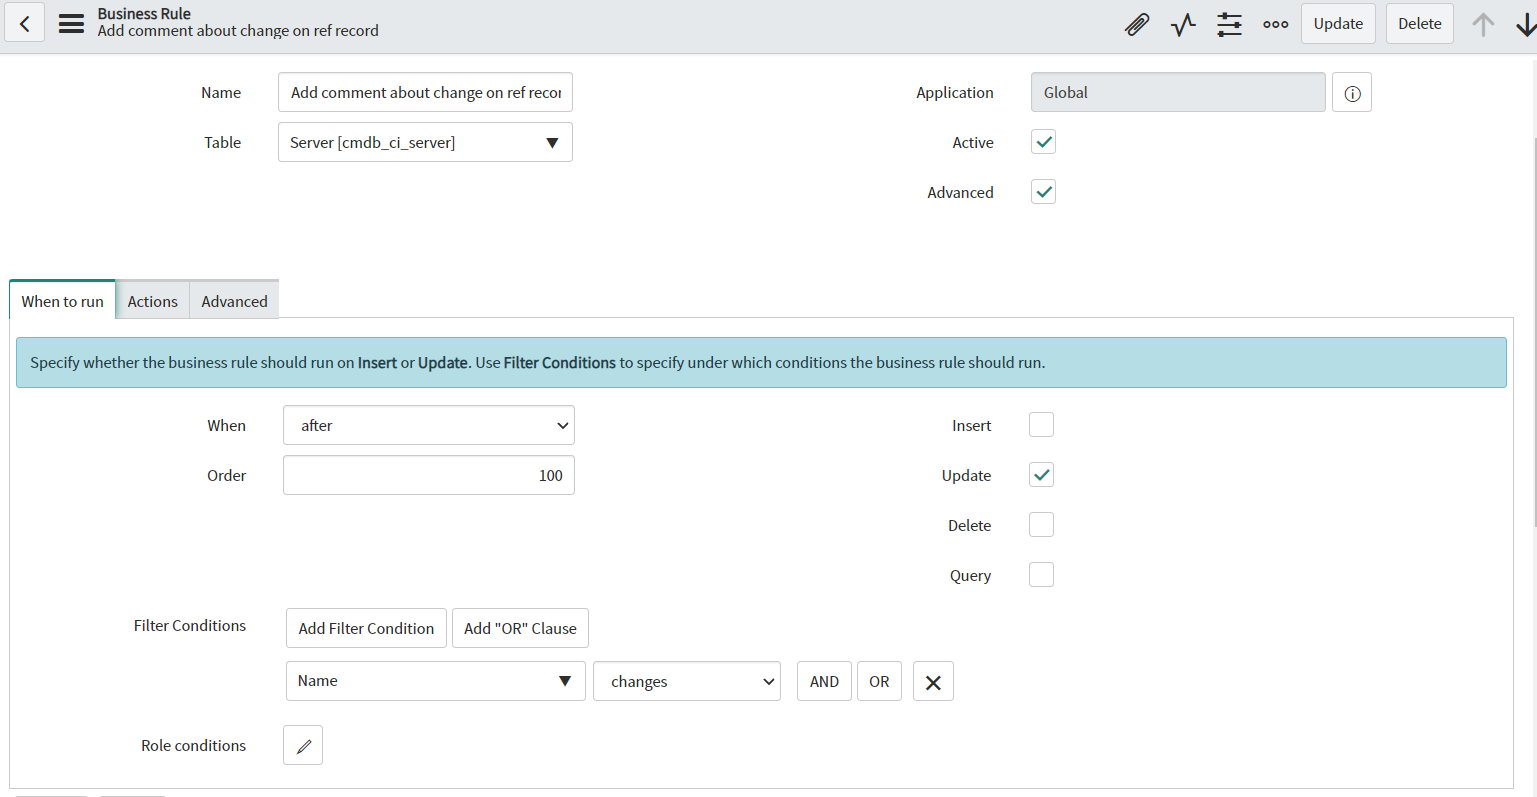 Business Rule
Add comment about change on ref record
Update
Delete
Name
Add comment about change on ref recor
Application
Global
Table
Server [cmdb_ci_server]
Active
Advanced
When to run
Actions
Advanced
Specify whether the business rule should run on Insert or Update. Use Filter Conditions to specify under which conditions the business rule should run.
When
after
Insert
Order
100
Update
Delete
Query
Filter Conditions
Add Filter Condition
Add "OR" Clause
Name
changes
AND
OR
Role conditions